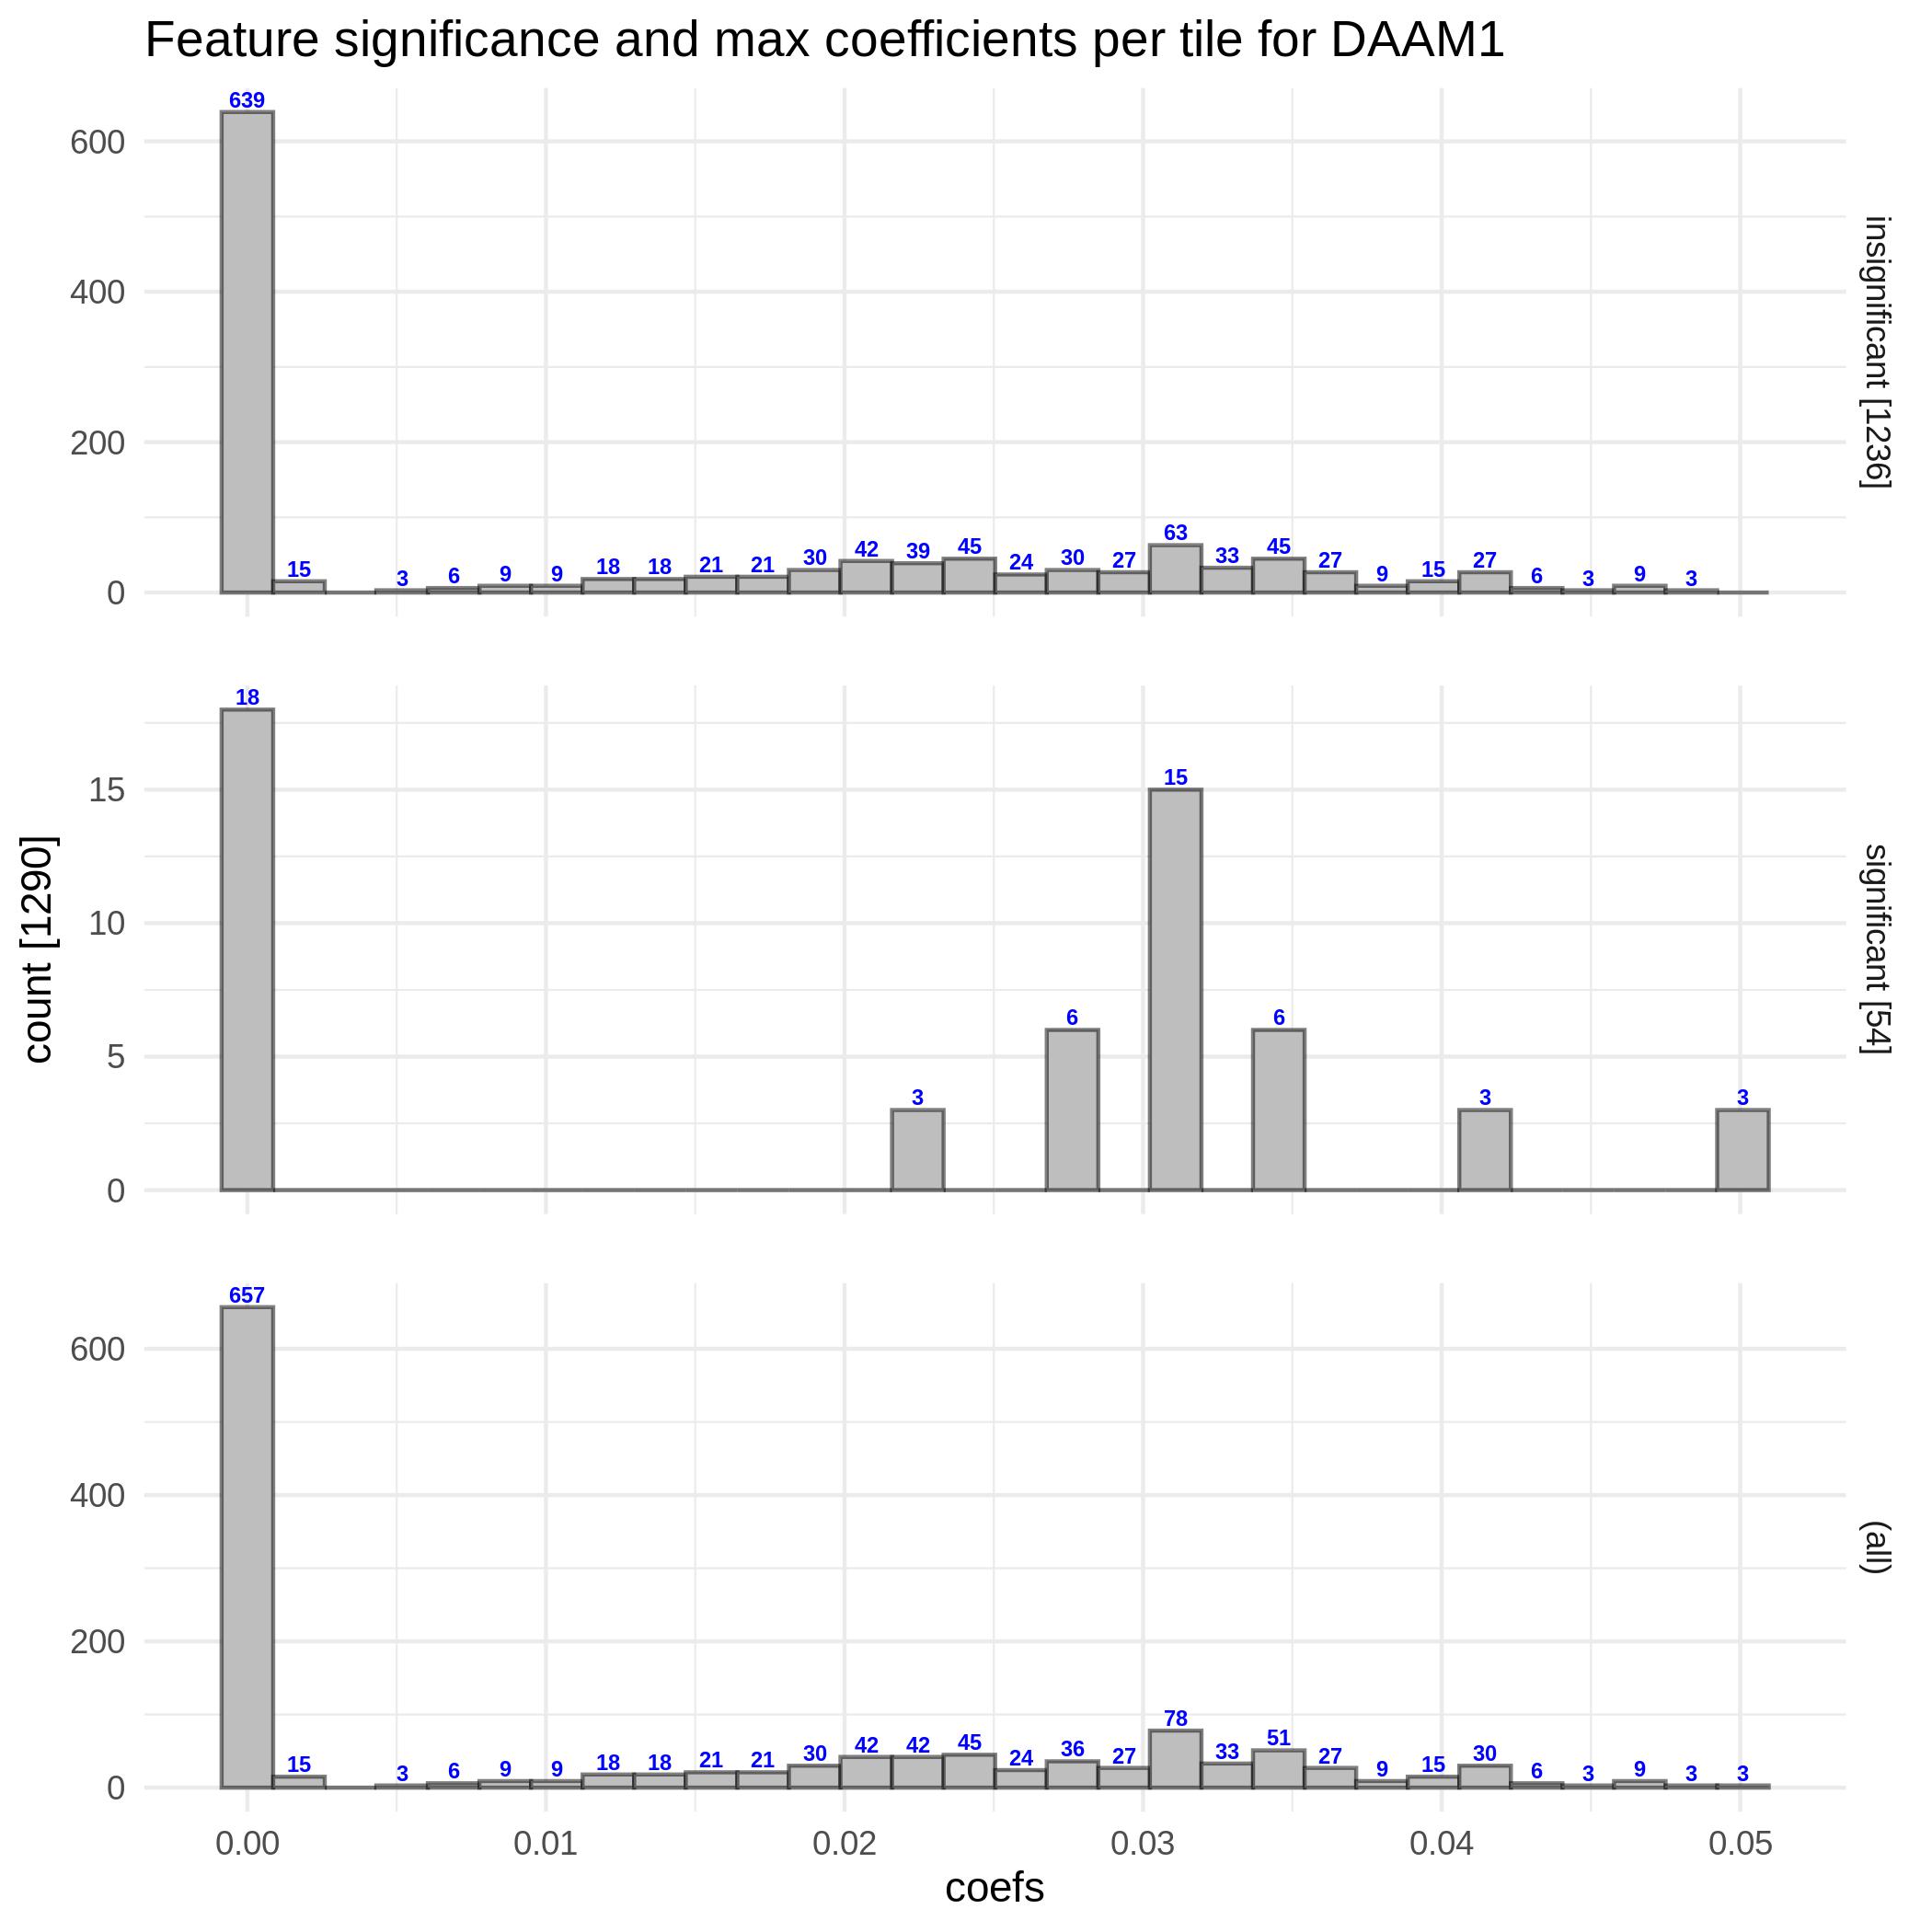 Feature significance and max coefficients per tile for DAAM1
639
600
400
200
0
15 3 6 9 9 18 18 21 21 30 42 39 45 24 30 27 63 33 45 27 9 15 27 6 3 9 3
insignificant [1236]
18
15
10
5
0
3 6 15 6 3 3
significant [54]
count [1290]
657
600
400
200
0
15 3 6 9 9 18 18 21 21 30 42 42 45 24 36 27 78 33 51 27 9 15 30 6 3 9 3 3
(all)
0.00 0.01 0.02 0.03 0.04 0.05
coefs